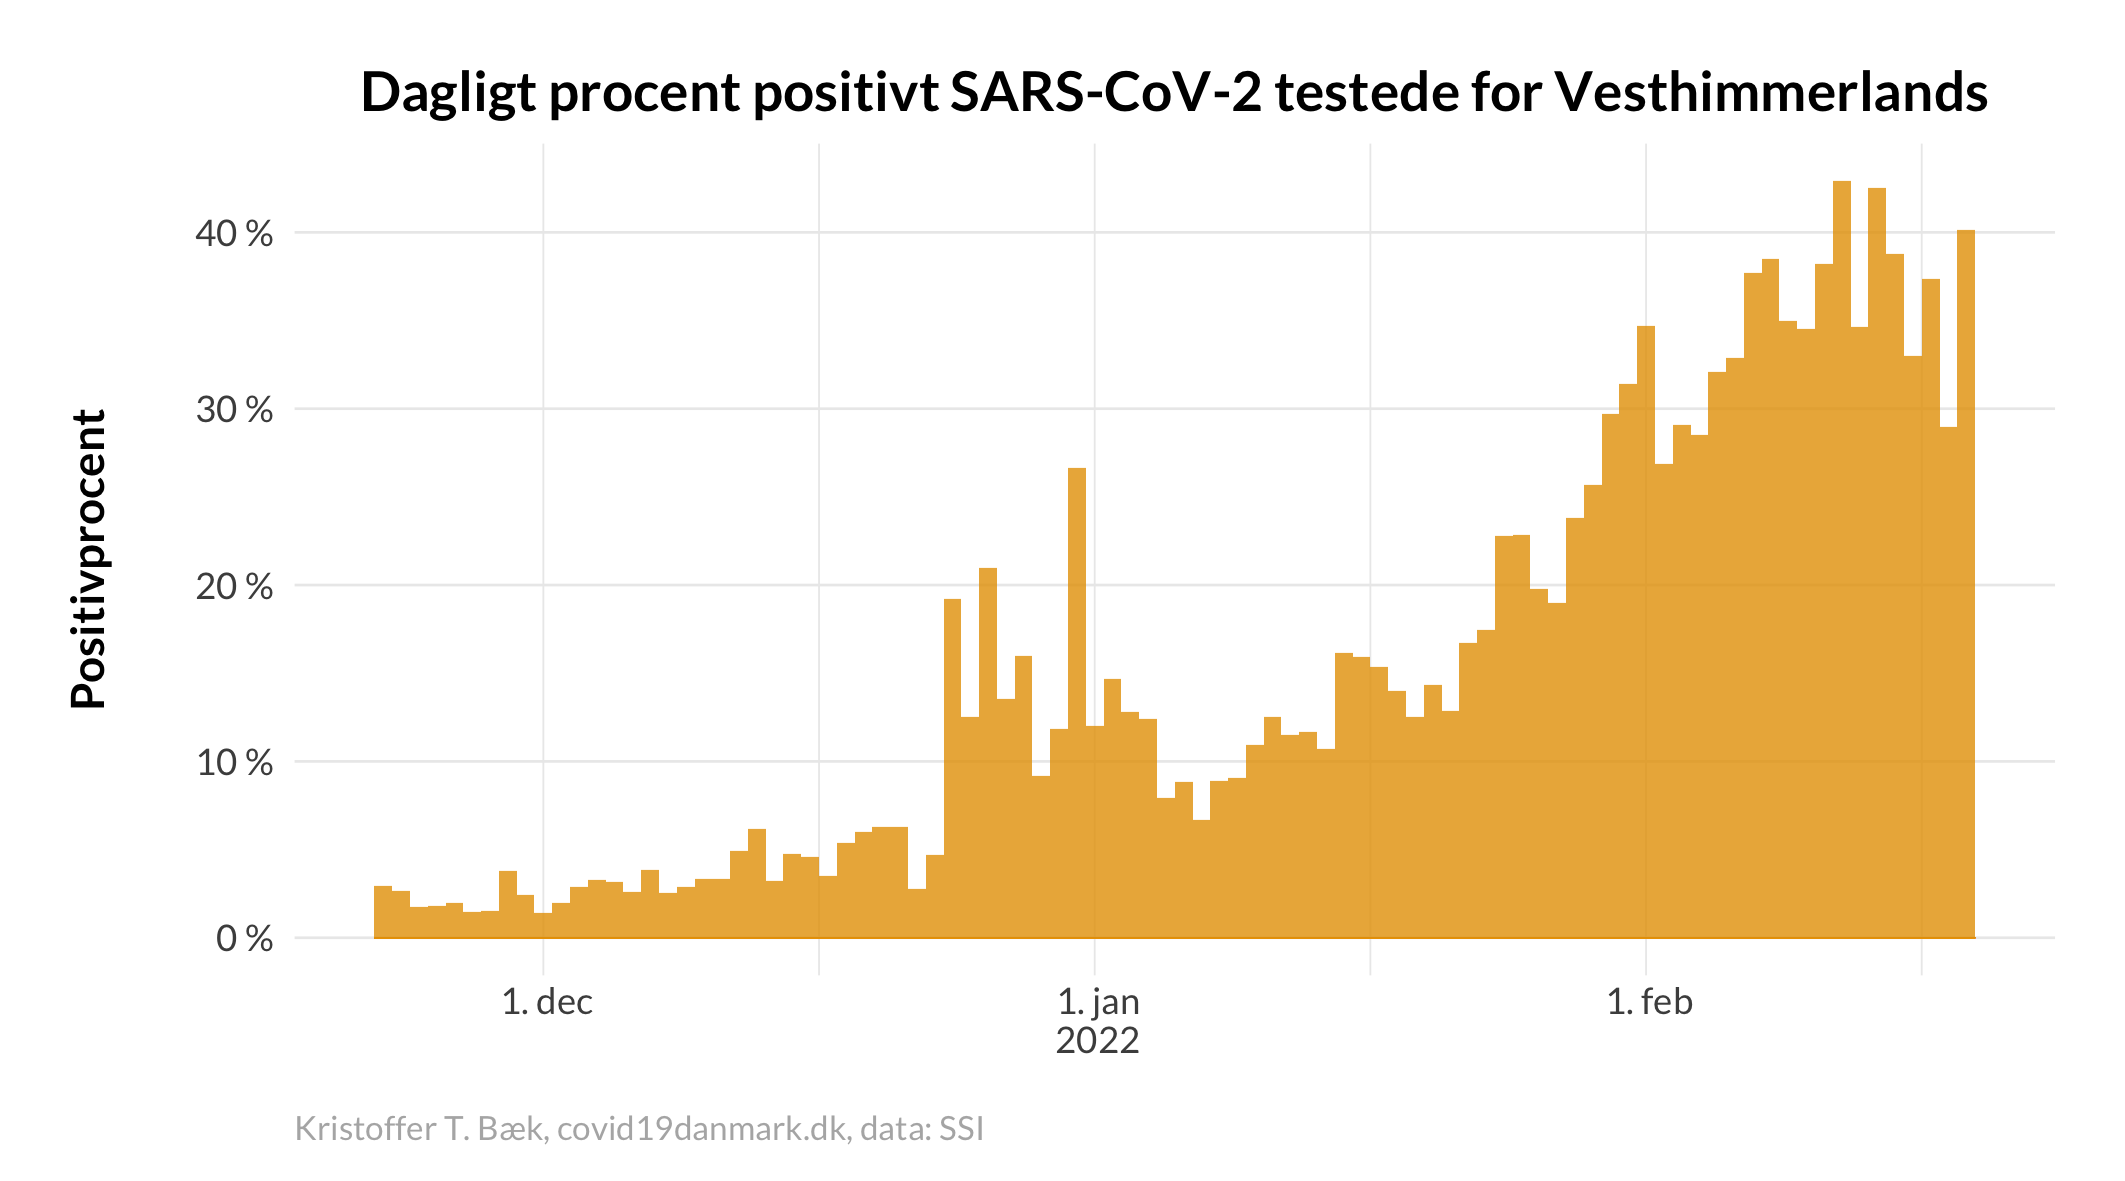 Dagligt procent positivt SARS-CoV-2 testede for Vesthimmerlands
Positivprocent
40 %
30 %
20 %
10 %
0 %
1. dec
1. jan
2022
1. feb
Kristoffer T. Bæk, covid19danmark.dk, data: SSI